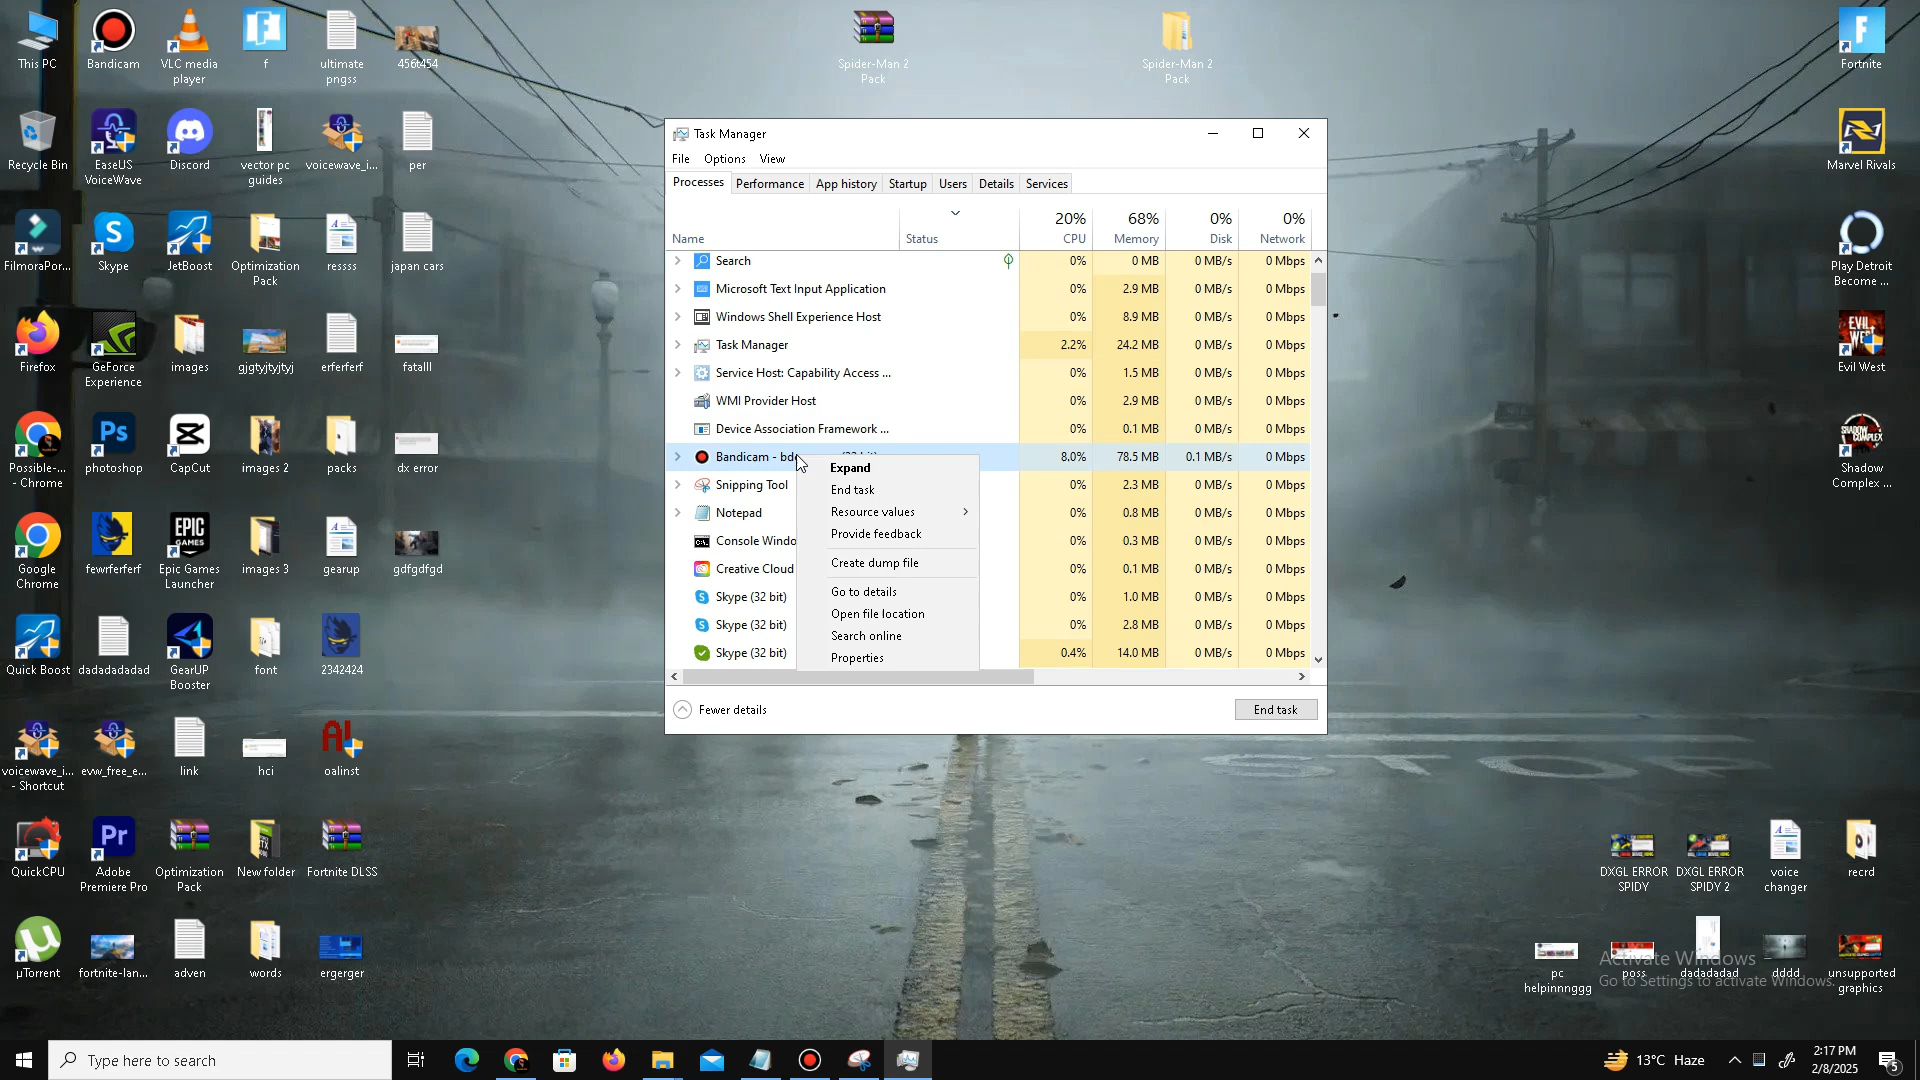 This PC
Bandicam
VLC media
player
f
ultimate
pngss
456t454
Spider-Man 2
Pack
Spider-Man 2
Pack
Fortnite
Recycle Bin
EaseUS
VoiceWave
Discord
vector pc
guides
voicewave_i...
per
Marvel Rivals
FilmoraPor...
Skype
JetBoost
Optimization
Pack
ressss
japan cars
Play Detroit
Become ...
Firefox
GeForce
Experience
images
gjgtyjtyjtyj
erferferf
fatalll
EVIL
WEST
Evil West
Possible-...
- Chrome
Ps
photoshop
CapCut
images 2
packs
dx error
SHADOW
COMPLEX
Shadow
Complex ...
Google
Chrome
fewrferferf
EPIC
GAMES
Epic Games
Launcher
images 3
gearup
gdfgdfgd
Quick Boost
dadadadadad
GearUP
Booster
font
2342424
voicewave_i...
- Shortcut
evw_free_e...
link
hci
oalinst
QuickCPU
Pr
Adobe
Premiere Pro
Optimization
Pack
New folder
Fortnite DLSS
µTorrent
fortnite-lan...
adven
words
ergerger
DXGL ERROR
SPIDY
DXGL ERROR
SPIDY 2
voice
changer
recrd
pc
helpinnnggg
poss
dadadadad
dddd
unsupported
graphics
Activate Windows
Go to Settings to activate Windows.
Task Manager
File Options View
Processes Performance App history Startup Users Details Services
20% 68% 0% 0%
Name Status CPU Memory Disk Network
Search 0% 0 MB 0 MB/s 0 Mbps
Microsoft Text Input Application 0% 2.9 MB 0 MB/s 0 Mbps
Windows Shell Experience Host 0% 8.9 MB 0 MB/s 0 Mbps
Task Manager 2.2% 24.2 MB 0 MB/s 0 Mbps
Service Host: Capability Access ... 0% 1.5 MB 0 MB/s 0 Mbps
WMI Provider Host 0% 2.9 MB 0 MB/s 0 Mbps
Device Association Framework ... 0% 0.1 MB 0 MB/s 0 Mbps
Bandicam - bd 8.0% 78.5 MB 0.1 MB/s 0 Mbps
Snipping Tool 0% 2.3 MB 0 MB/s 0 Mbps
Notepad 0% 0.8 MB 0 MB/s 0 Mbps
Console Windo 0% 0.3 MB 0 MB/s 0 Mbps
Creative Cloud 0% 0.1 MB 0 MB/s 0 Mbps
Skype (32 bit) 0% 1.0 MB 0 MB/s 0 Mbps
Skype (32 bit) 0% 2.8 MB 0 MB/s 0 Mbps
Skype (32 bit) 0.4% 14.0 MB 0 MB/s 0 Mbps
Expand
End task
Resource values
Provide feedback
Create dump file
Go to details
Open file location
Search online
Properties
Fewer details
End task
Type here to search
13°C Haze
2:17 PM
2/8/2025
5